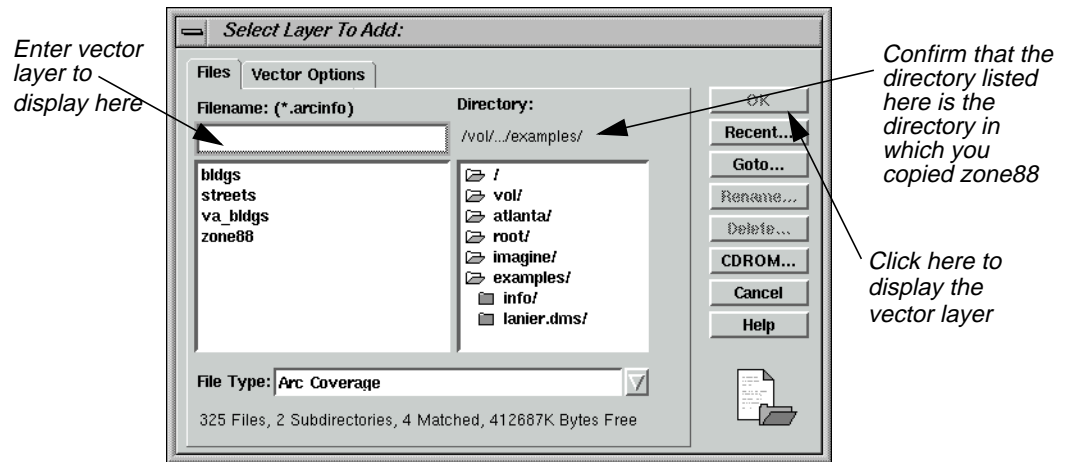 Select Layer To Add:
Enter vector
layer to
display here
Files
Vector Options
Filename: (*.arcinfo)
Directory:
/vol/.../examples/
bldgs
streets
va_bldgs
zone88
/
vol/
atlanta/
root/
imagine/
examples/
info/
lanier.dms/
OK
Recent...
Goto...
Rename...
Delete...
CDROM...
Cancel
Help
File Type: Arc Coverage
325 Files, 2 Subdirectories, 4 Matched, 412687K Bytes Free
Confirm that the
directory listed
here is the
directory in
which you
copied zone88
Click here to
display the
vector layer